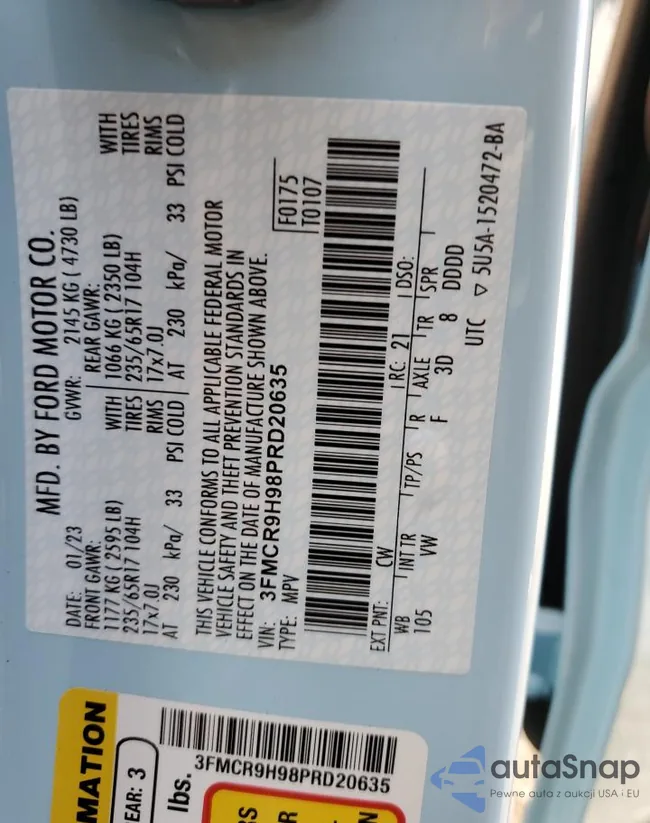 MFD. BY FORD MOTOR CO.
DATE: 01/23 GVWR: 2145 KG ( 4730 LB)
FRONT GAWR: REAR GAWR: WITH
1177 KG ( 2595 LB) WITH 1066 KG ( 2350 LB) TIRES
235/65R17 104H TIRES 235/65R17 104H RIMS
17x7.0J RIMS 17x7.0J
AT 230 kPa/ 33 PSI COLD AT 230 kPa/ 33 PSI COLD
THIS VEHICLE CONFORMS TO ALL APPLICABLE FEDERAL MOTOR
VEHICLE SAFETY AND THEFT PREVENTION STANDARDS IN
EFFECT ON THE DATE OF MANUFACTURE SHOWN ABOVE.
VIN: 3FMCR9H98PRD20635
TYPE: MPV
F0175
T0107
EXT PNT: CW RC: 21 DSO:
WB INT TR TP/PS R AXLE TR SPR
105 VW F 3D 8 DDDD
UTC ▽ 5U5A-1520472-BA
MATION
YEAR: 3
lbs.
3FMCR9H98PRD20635
RS
R
N
autaSnap
Pewne auta z aukcji USA i EU